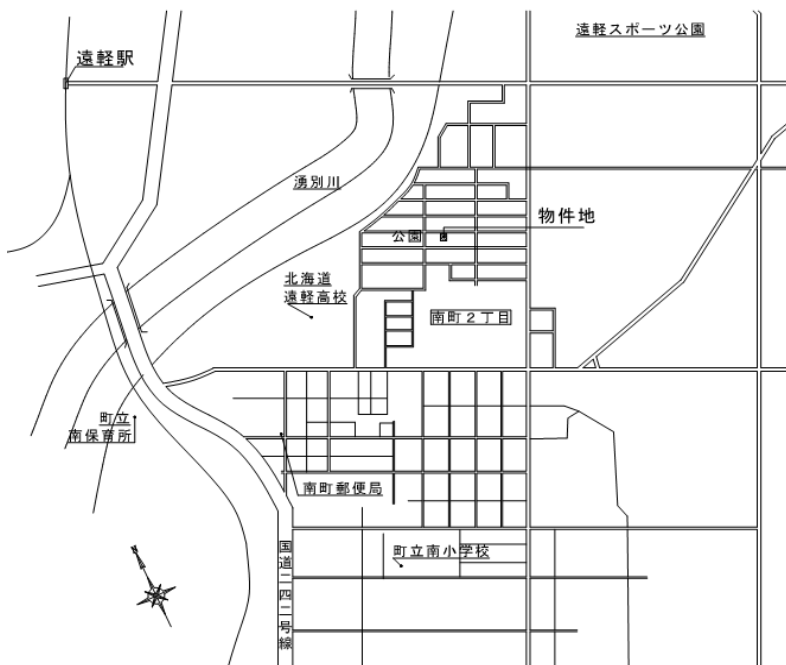 遠軽スポーツ公園
遠軽駅
湧別川
物件地
公園
北海道
遠軽高校
南町2丁目
町立
南保育所
南町郵便局
町立南小学校
国道二四二号線
N